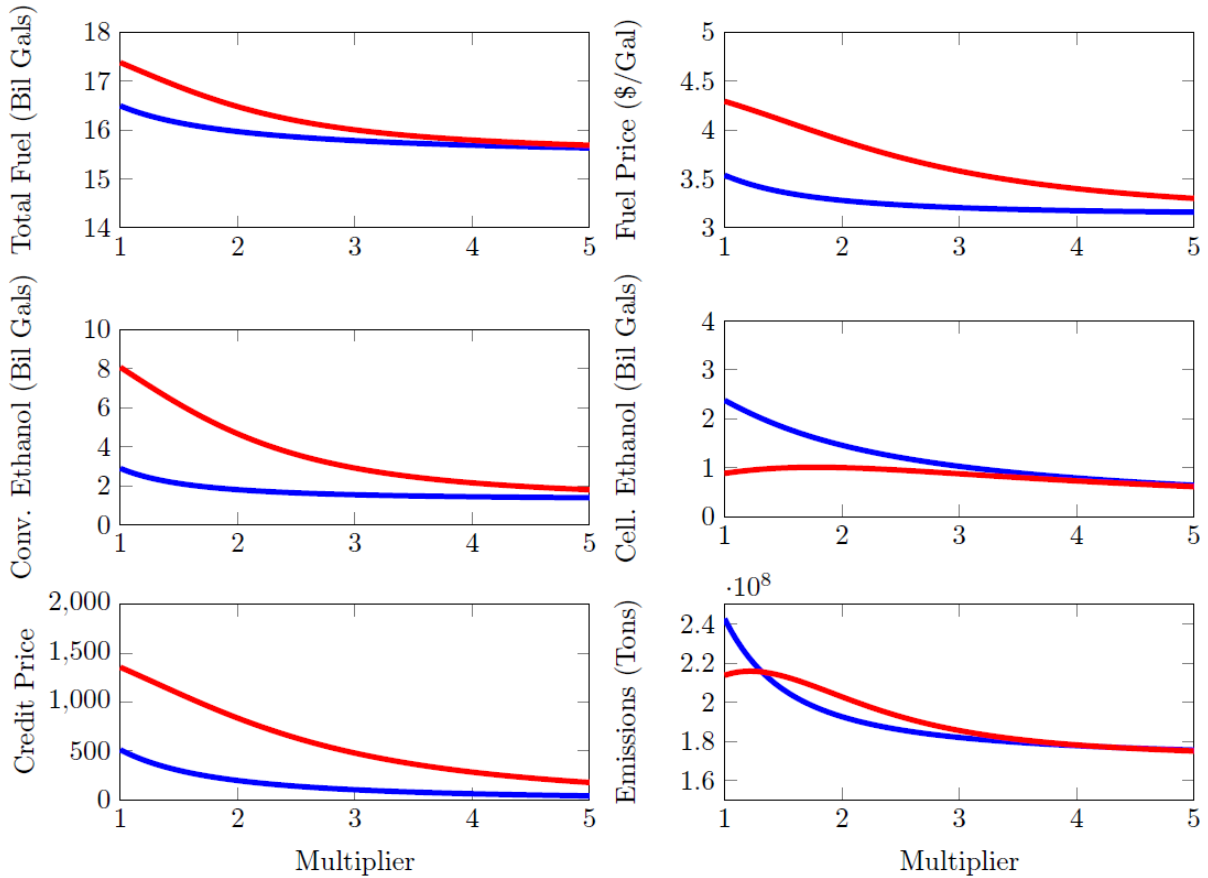 Total Fuel (Bil Gals)
18
17
16
15
14
1 2 3 4 5
Fuel Price ($/Gal)
5
4.5
4
3.5
3
1 2 3 4 5
Conv. Ethanol (Bil Gals)
10
8
6
4
2
0
1 2 3 4 5
Cell. Ethanol (Bil Gals)
4
3
2
1
0
1 2 3 4 5
Credit Price
2,000
1,500
1,000
500
0
1 2 3 4 5
Multiplier
Emissions (Tons)
·10⁸
2.4
2.2
2
1.8
1.6
1 2 3 4 5
Multiplier